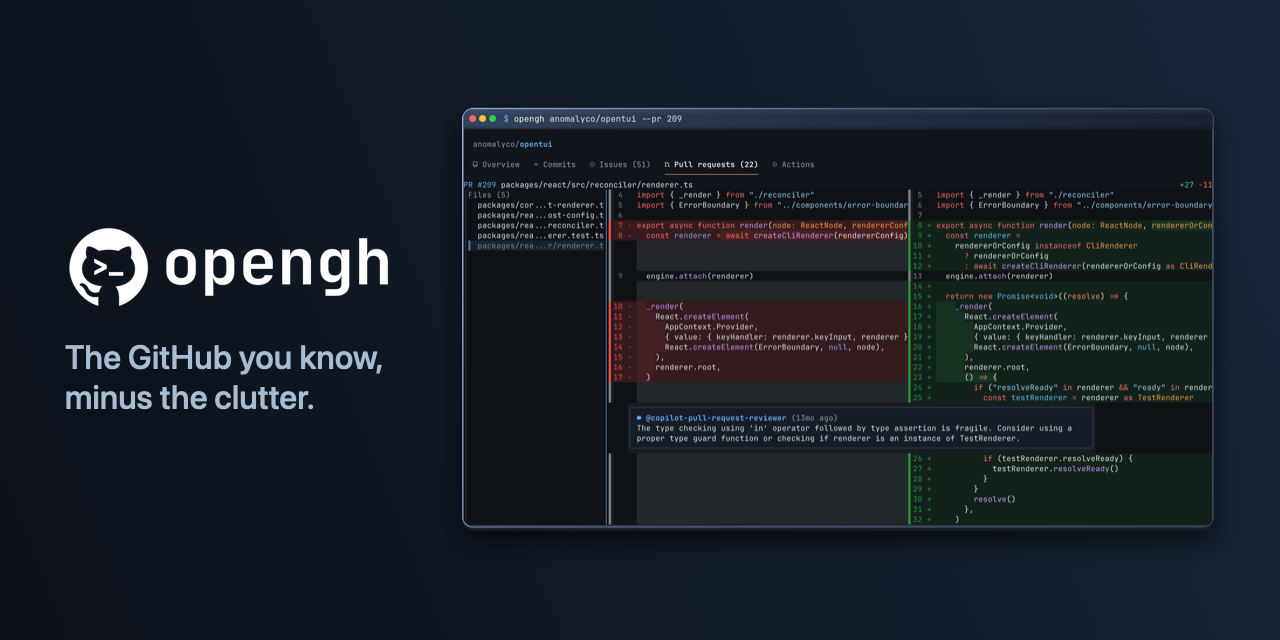 opengh
The GitHub you know,
minus the clutter.
$ opengh anomalyco/opentui --pr 209
anomalyco/opentui
Overview Commits Issues (51) Pull requests (22) Actions
PR #209 packages/react/src/reconciler/renderer.ts +27 -11
Files (5)
packages/cor...t-renderer.t
packages/rea...ost-config.t
packages/rea...reconciler.t
packages/rea...erer.test.ts
packages/rea...r/renderer.t
4 import { _render } from "./reconciler"
5 import { ErrorBoundary } from "../components/error-boundar
6
7 - export async function render(node: ReactNode, rendererConf
8 - const renderer = await createCliRenderer(rendererConfig)
9 engine.attach(renderer)
10 - _render(
11 - React.createElement(
12 - AppContext.Provider,
13 - { value: { keyHandler: renderer.keyInput, renderer }
14 - React.createElement(ErrorBoundary, null, node),
15 - ),
16 - renderer.root,
17 - )
5 import { _render } from "./reconciler"
6 import { ErrorBoundary } from "../components/error-boundary
7
8 + export async function render(node: ReactNode, rendererOrCon
9 + const renderer =
10 + rendererOrConfig instanceof CliRenderer
11 + ? rendererOrConfig
12 + : await createCliRenderer(rendererOrConfig as CliRend
13 engine.attach(renderer)
14 +
15 + return new Promise<void>((resolve) => {
16 + _render(
17 + React.createElement(
18 + AppContext.Provider,
19 + { value: { keyHandler: renderer.keyInput, renderer
20 + React.createElement(ErrorBoundary, null, node),
21 + ),
22 + renderer.root,
23 + () => {
24 + if ("resolveReady" in renderer && "ready" in render
25 + const testRenderer = renderer as TestRenderer
@copilot-pull-request-reviewer (13mo ago)
The type checking using 'in' operator followed by type assertion is fragile. Consider using a
proper type guard function or checking if renderer is an instance of TestRenderer.
26 + if (testRenderer.resolveReady) {
27 + testRenderer.resolveReady()
28 + }
29 + }
30 + resolve()
31 + },
32 + )